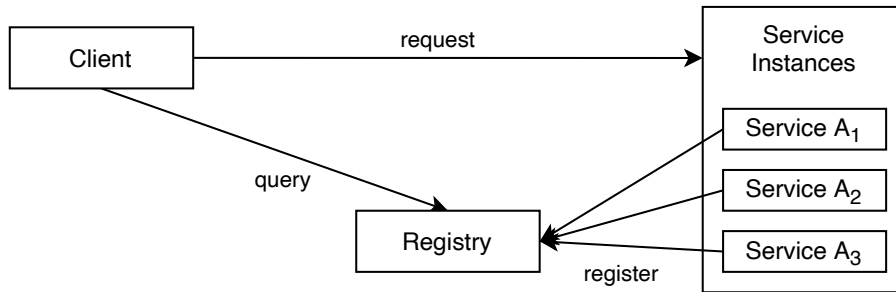 request
Service
Instances
Client
Service A1
query
Service A2
Registry
Service A3
register